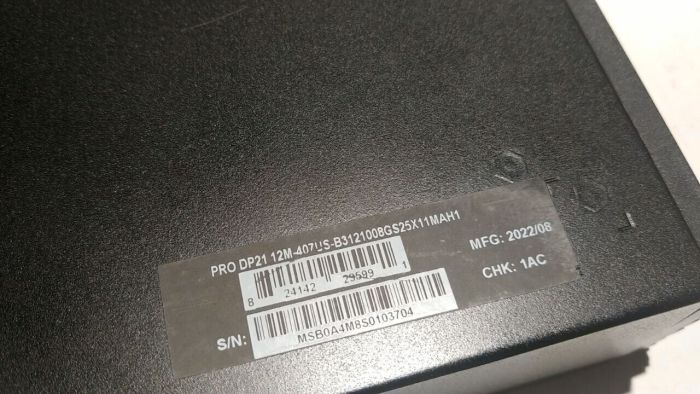 PRO DP21 12M-407US-B3121008GS25X11MAH1
8 24142 29599 1
S/N: MSB0A4M8S0103704
MFG: 2022/08
CHK: 1AC